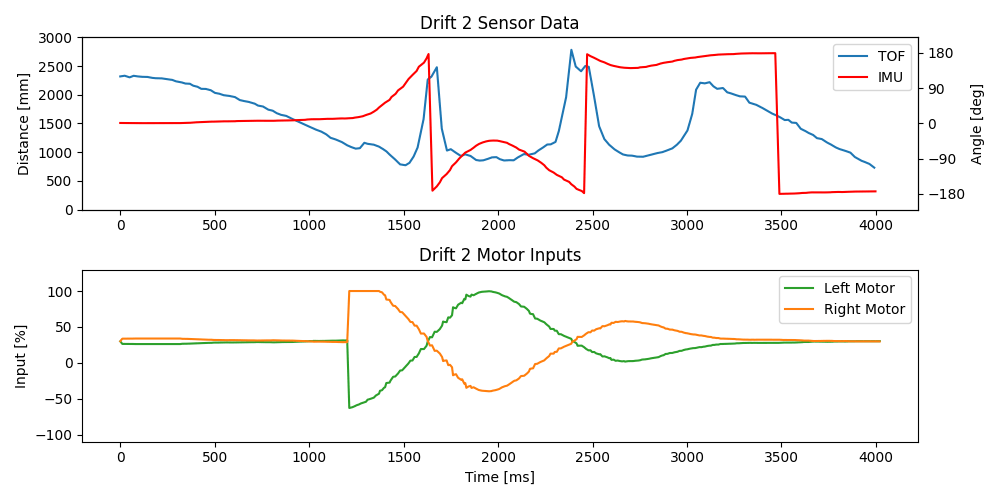 Drift 2 Sensor Data
Distance [mm]
3000
2500
2000
1500
1000
500
0
TOF
IMU
180
90
0
−90
−180
Angle [deg]
0 500 1000 1500 2000 2500 3000 3500 4000
Drift 2 Motor Inputs
Input [%]
100
50
0
−50
−100
Left Motor
Right Motor
0 500 1000 1500 2000 2500 3000 3500 4000
Time [ms]